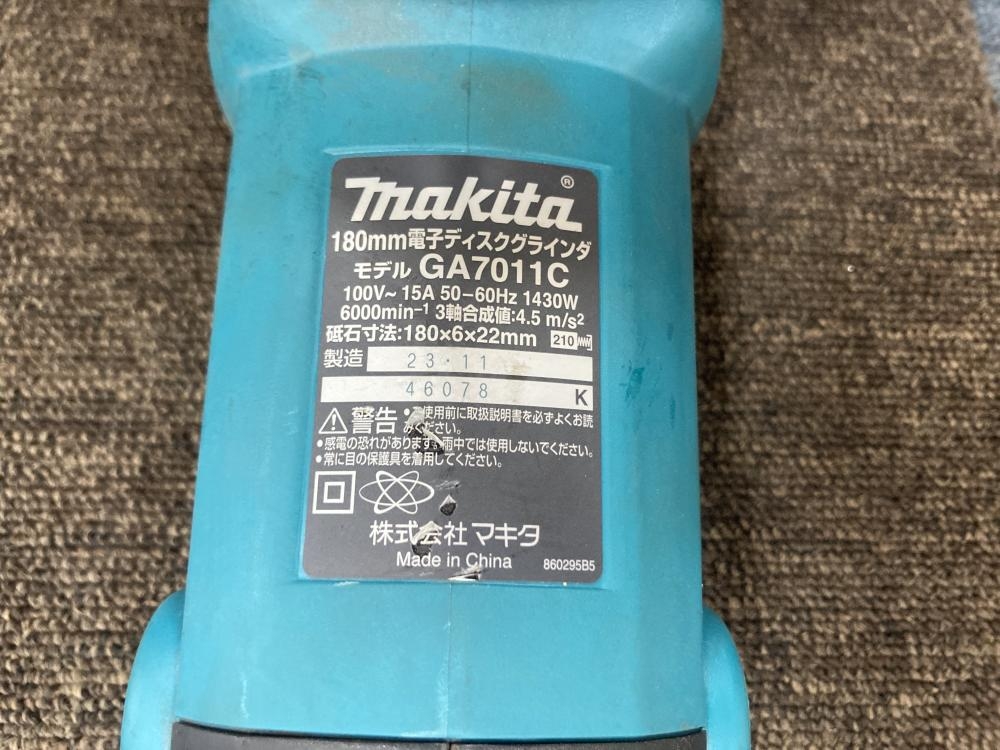 makita®
180mm電子ディスクグラインダ
モデル GA7011C
100V~ 15A 50-60Hz 1430W
6000min⁻¹ 3軸合成値:4.5 m/s²
砥石寸法:180×6×22mm 210
製造 23·11
46078 K
警告 •ご使用前に取扱説明書を必ずよくお読
みください。
•感電の恐れがあります。雨中では使用しないでください。
•常に目の保護具を着用してください。
株式会社 マキタ
Made in China 860295B5